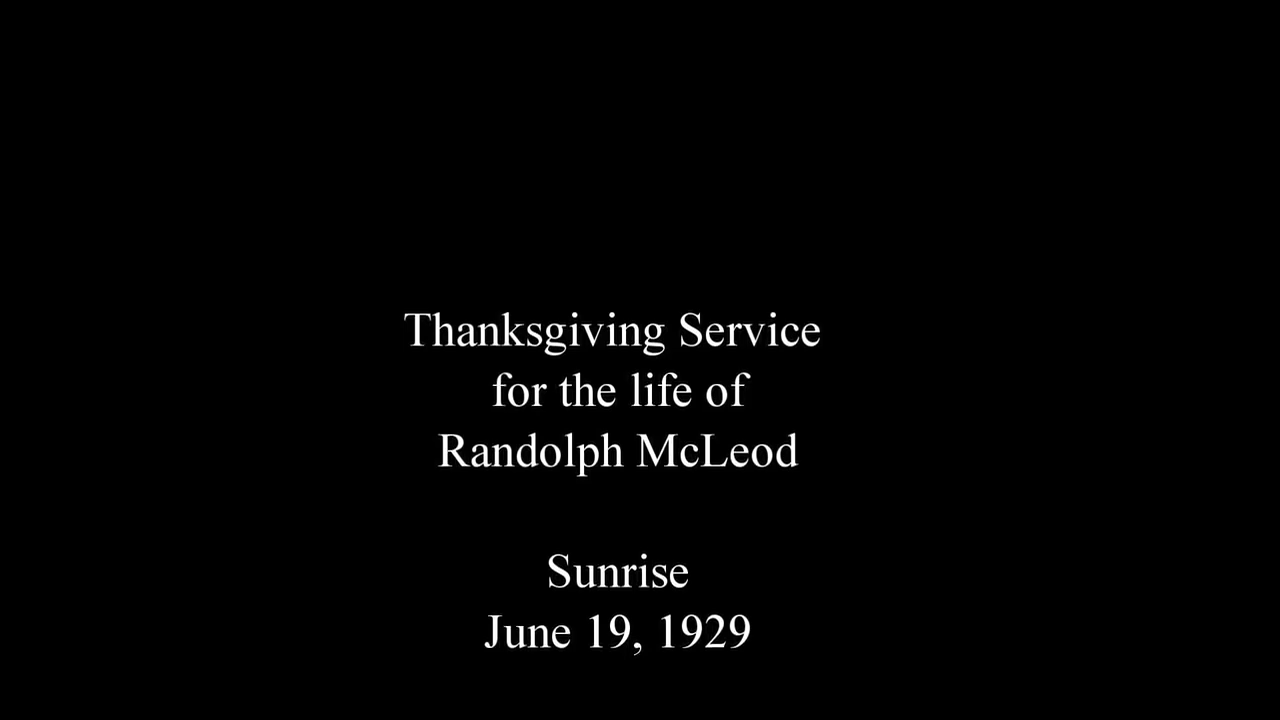 Thanksgiving Service
for the life of
Randolph McLeod
Sunrise
June 19, 1929